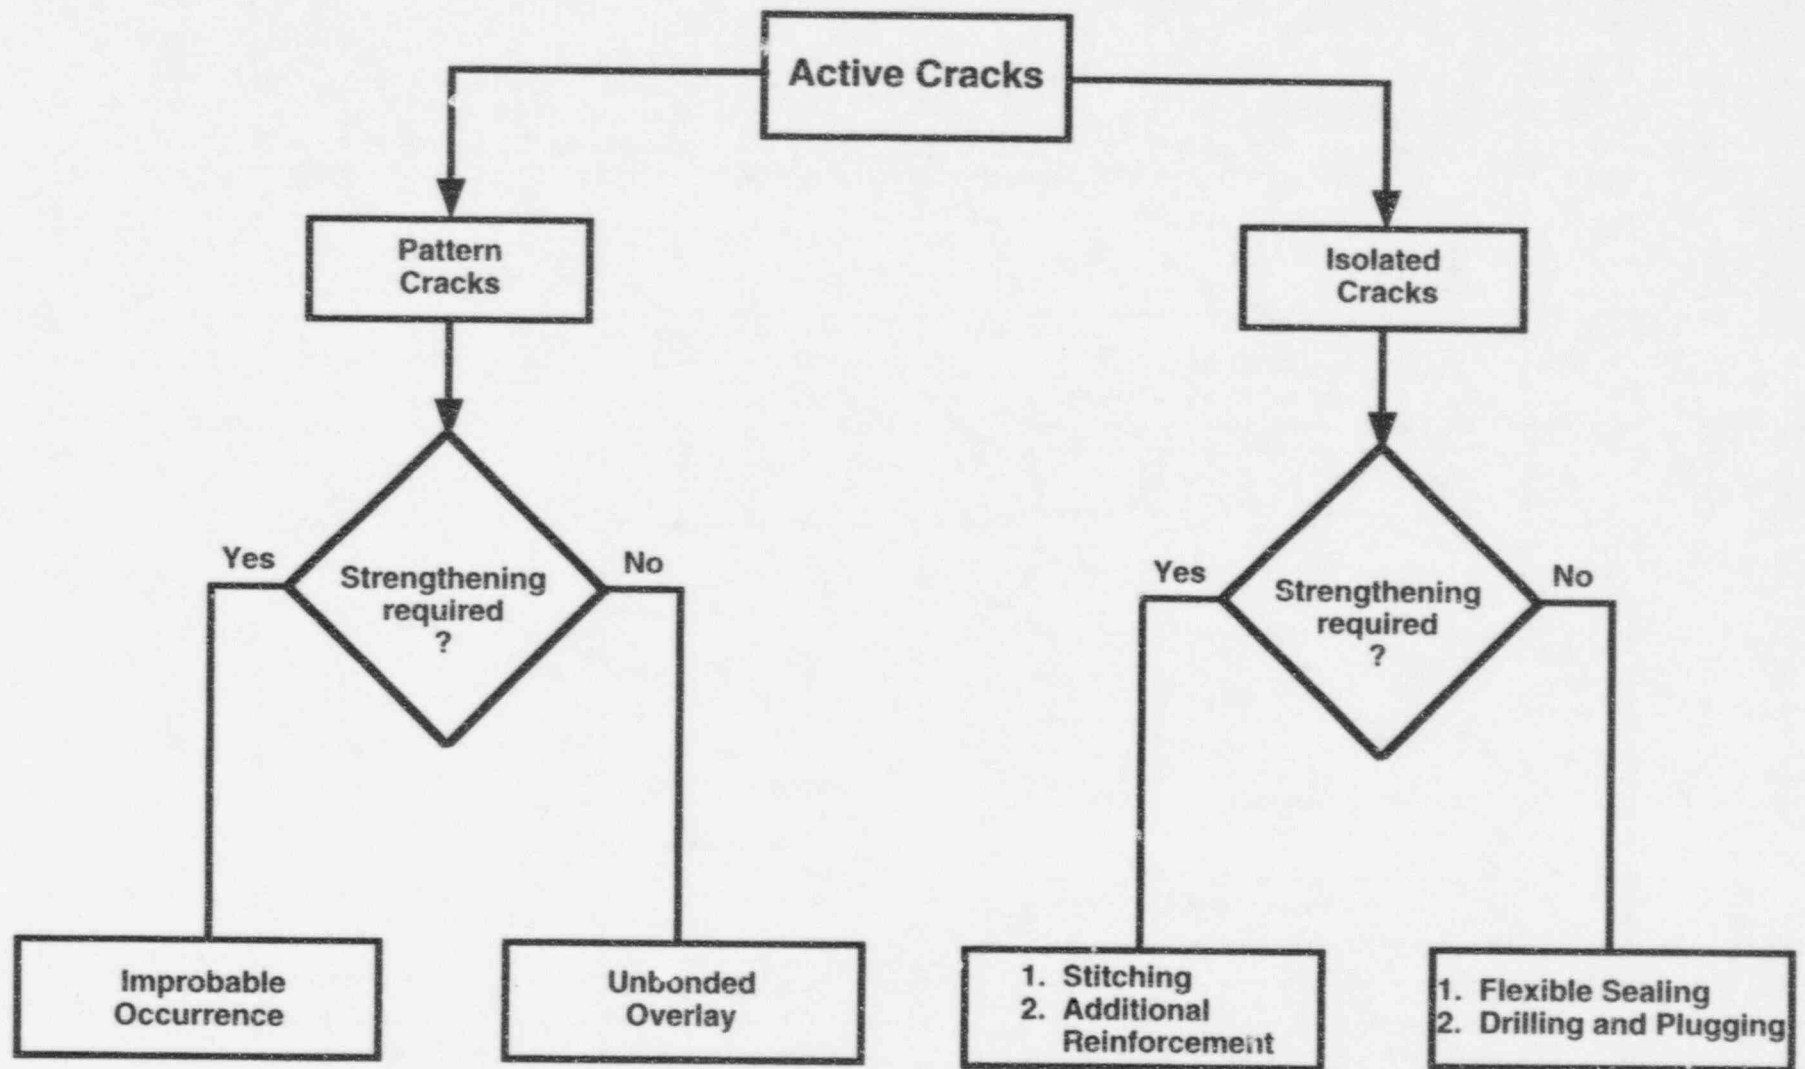 Active Cracks
Pattern
Cracks
Isolated
Cracks
Yes
Strengthening
required
?
No
Yes
Strengthening
required
?
No
Improbable
Occurrence
Unbonded
Overlay
1. Stitching
2. Additional
Reinforcement
1. Flexible Sealing
2. Drilling and Plugging